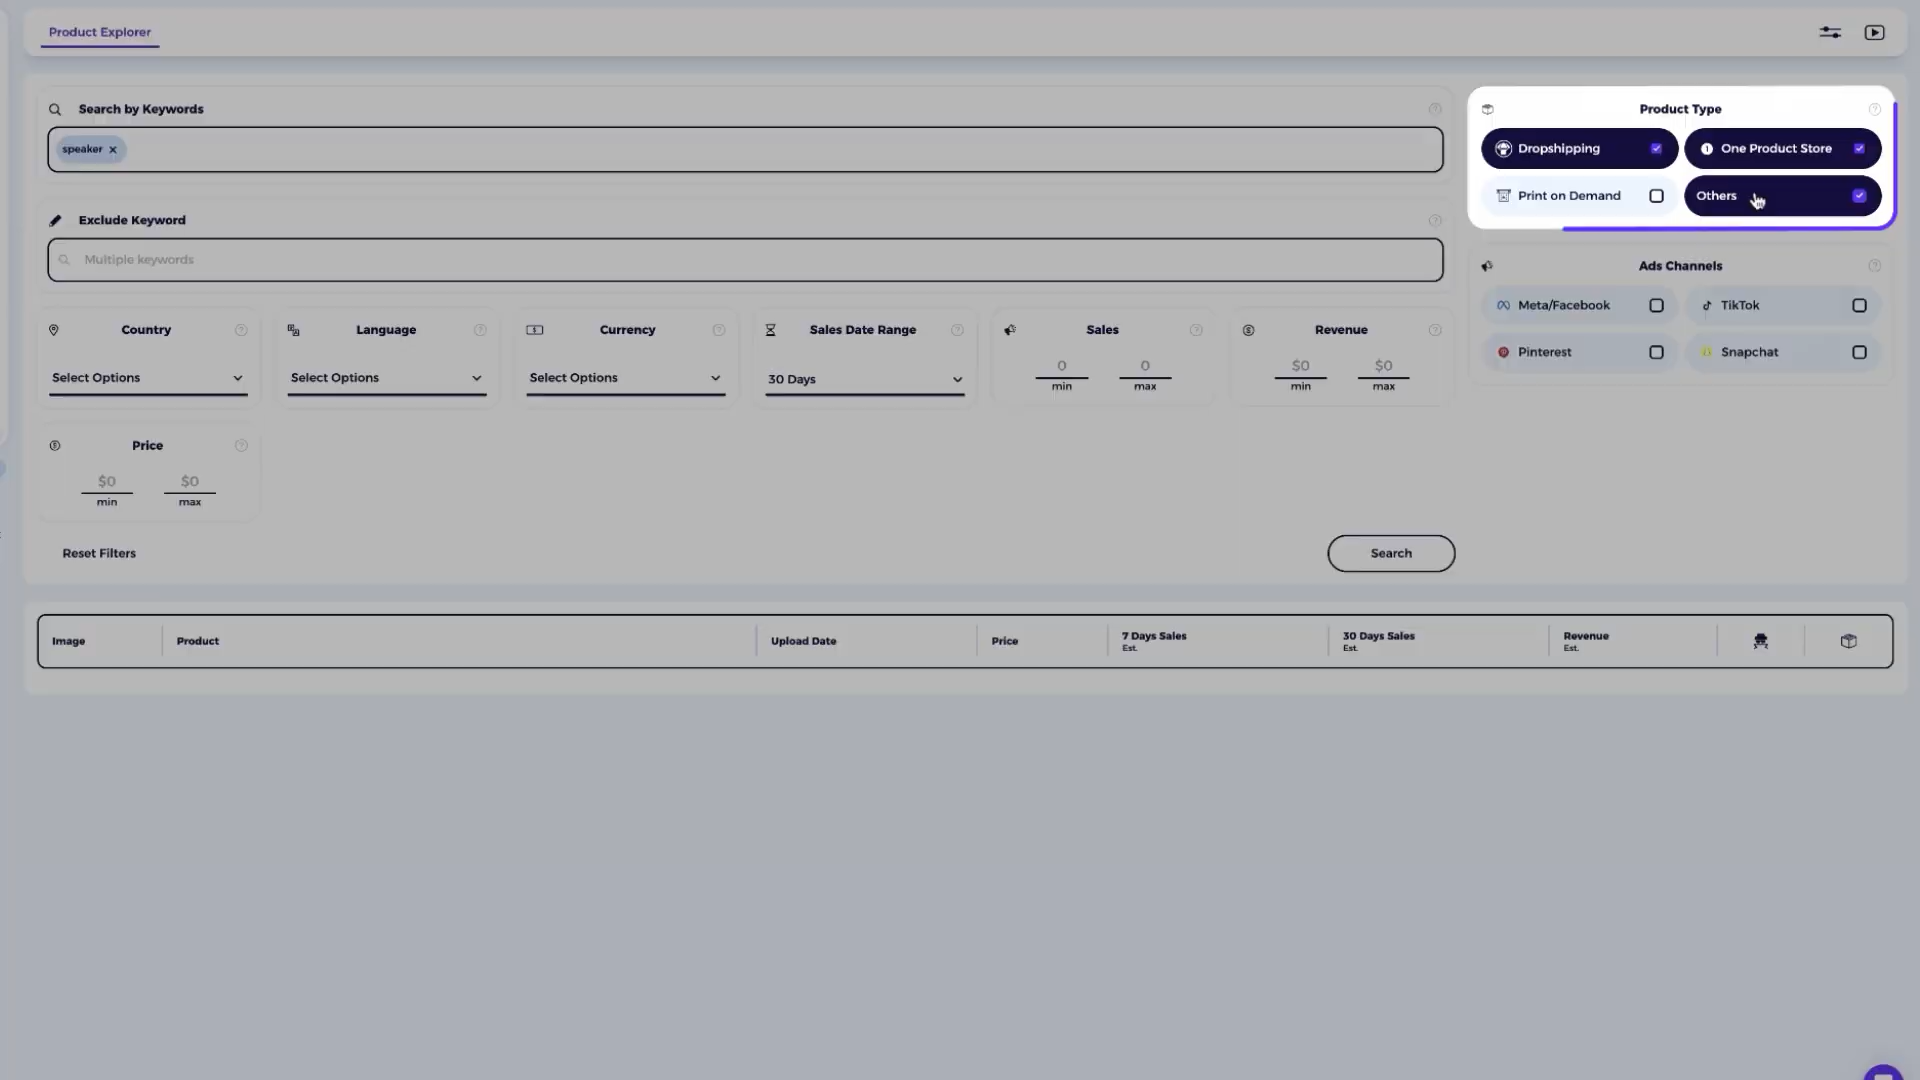 Product Explorer
Search by Keywords
speaker ×
Exclude Keyword
Multiple keywords
Product Type
Dropshipping
One Product Store
Print on Demand
Others
Ads Channels
Meta/Facebook
TikTok
Pinterest
Snapchat
Country
Select Options
Language
Select Options
Currency
Select Options
Sales Date Range
30 Days
Sales
0 0
min max
Revenue
$0 $0
min max
Price
$0 $0
min max
Reset Filters
Search
Image Product Upload Date Price 7 Days Sales 30 Days Sales Revenue
Est. Est. Est.